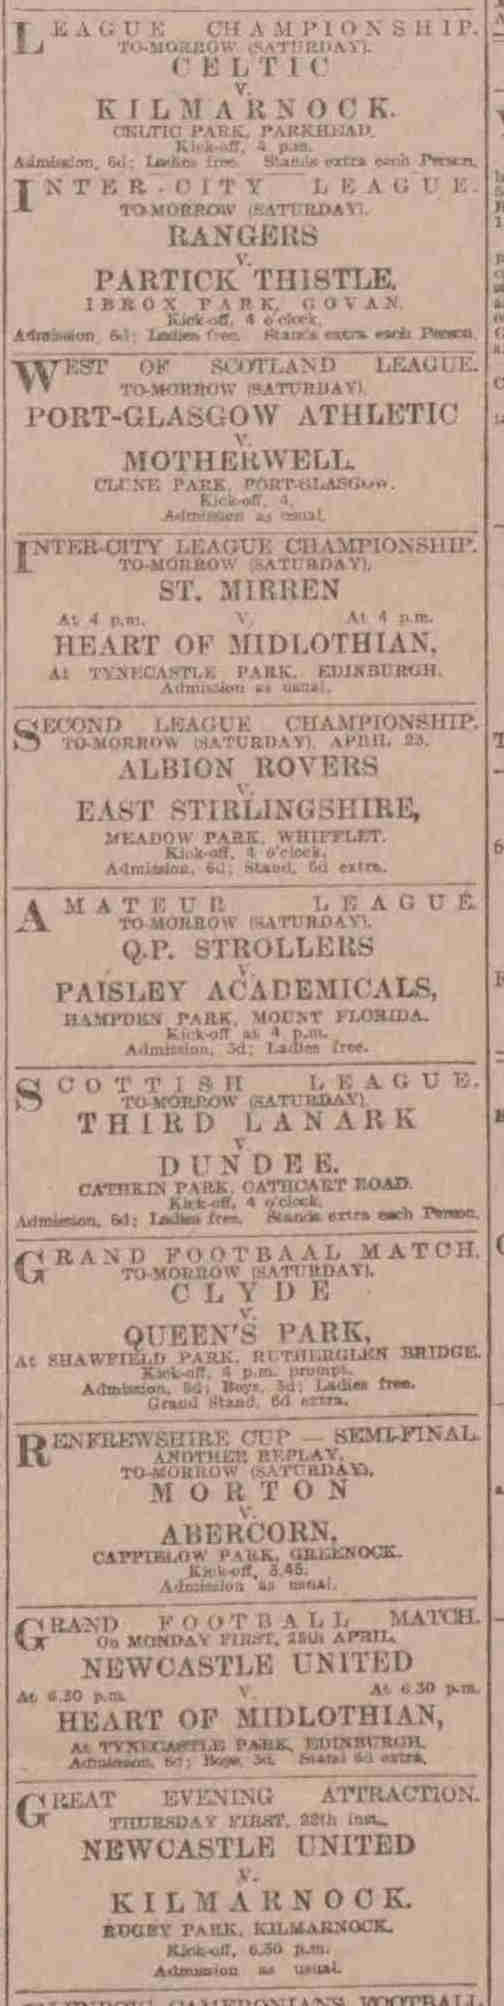 LEAGUE CHAMPIONSHIP.
TO-MORROW (SATURDAY).
CELTIC
v.
KILMARNOCK.
CELTIC PARK, PARKHEAD.
Kick-off, 4 p.m.
Admission, 6d; Ladies free. Stands extra each Person.
INTER-CITY LEAGUE.
TO-MORROW (SATURDAY).
RANGERS
v.
PARTICK THISTLE,
IBROX PARK, GOVAN.
Kick-off, 4 o'clock.
Admission, 6d; Ladies free. Stands extra each Person.
WEST OF SCOTLAND LEAGUE.
TO-MORROW (SATURDAY).
PORT-GLASGOW ATHLETIC
V.
MOTHERWELL.
CLUNE PARK, PORT-GLASGOW.
Kick-off, 4.
Admission as usual.
INTER-CITY LEAGUE CHAMPIONSHIP.
TO-MORROW (SATURDAY).
ST. MIRREN
At 4 p.m. V. At 4 p.m.
HEART OF MIDLOTHIAN,
At TYNECASTLE PARK, EDINBURGH.
Admission as usual.
SECOND LEAGUE CHAMPIONSHIP.
TO-MORROW (SATURDAY), APRIL 23.
ALBION ROVERS
v.
EAST STIRLINGSHIRE,
MEADOW PARK, WHIFFLET.
Kick-off, 4 o'clock.
Admission, 6d; Stand, 6d extra.
AMATEUR LEAGUE.
TO-MORROW (SATURDAY).
Q.P. STROLLERS
v.
PAISLEY ACADEMICALS,
HAMPDEN PARK, MOUNT FLORIDA.
Kick-off at 4 p.m.
Admission, 3d; Ladies free.
SCOTTISH LEAGUE.
TO-MORROW (SATURDAY).
THIRD LANARK
v.
DUNDEE.
CATHKIN PARK, CATHCART ROAD.
Kick-off, 4 o'clock.
Admission, 6d; Ladies free. Stands extra each Person.
GRAND FOOTBAAL MATCH.
TO-MORROW (SATURDAY).
CLYDE
v.
QUEEN'S PARK,
At SHAWFIELD PARK, RUTHERGLEN BRIDGE.
Kick-off, 4 p.m. prompt.
Admission, 6d; Boys, 3d; Ladies free.
Grand Stand, 6d extra.
RENFREWSHIRE CUP — SEMI-FINAL.
ANOTHER REPLAY.
TO-MORROW (SATURDAY).
MORTON
V.
ABERCORN.
CAPPIELOW PARK, GREENOCK.
Kick-off, 3.45.
Admission as usual.
GRAND FOOTBALL MATCH.
On MONDAY FIRST, 25th APRIL,
NEWCASTLE UNITED
At 6.30 p.m. V. At 6.30 p.m.
HEART OF MIDLOTHIAN,
At TYNECASTLE PARK, EDINBURGH.
Admission, 6d; Boys, 3d. Stand 6d extra.
GREAT EVENING ATTRACTION.
THURSDAY FIRST, 28th inst.,
NEWCASTLE UNITED
v.
KILMARNOCK.
RUGBY PARK, KILMARNOCK.
Kick-off, 6.30 p.m.
Admission as usual.
CAMERONIANS FOOTBALL